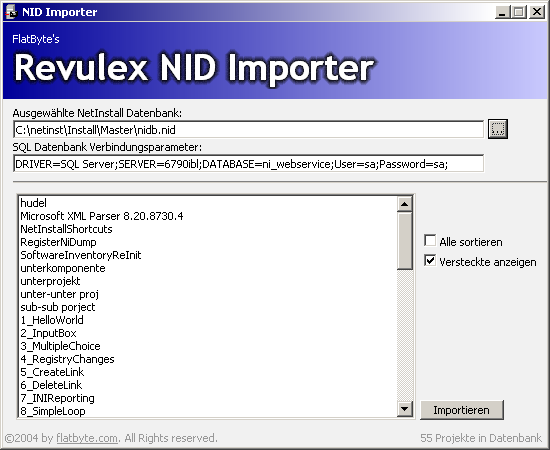 NID Importer
FlatByte's
Revulex NID Importer
Ausgewählte NetInstall Datenbank:
C:\netinst\Install\Master\nidb.nid
...
SQL Datenbank Verbindungsparameter:
DRIVER=SQL Server;SERVER=6790ibl;DATABASE=ni_webservice;User=sa;Password=sa;
hudel
Microsoft XML Parser 8.20.8730.4
NetInstallShortcuts
RegisterNiDump
SoftwareInventoryReInit
unterkomponente
unterprojekt
unter-unter proj
sub-sub porject
1_HelloWorld
2_InputBox
3_MultipleChoice
4_RegistryChanges
5_CreateLink
6_DeleteLink
7_INIReporting
8_SimpleLoop
Alle sortieren
Versteckte anzeigen
Importieren
©2004 by flatbyte.com. All Rights reserved.
55 Projekte in Datenbank